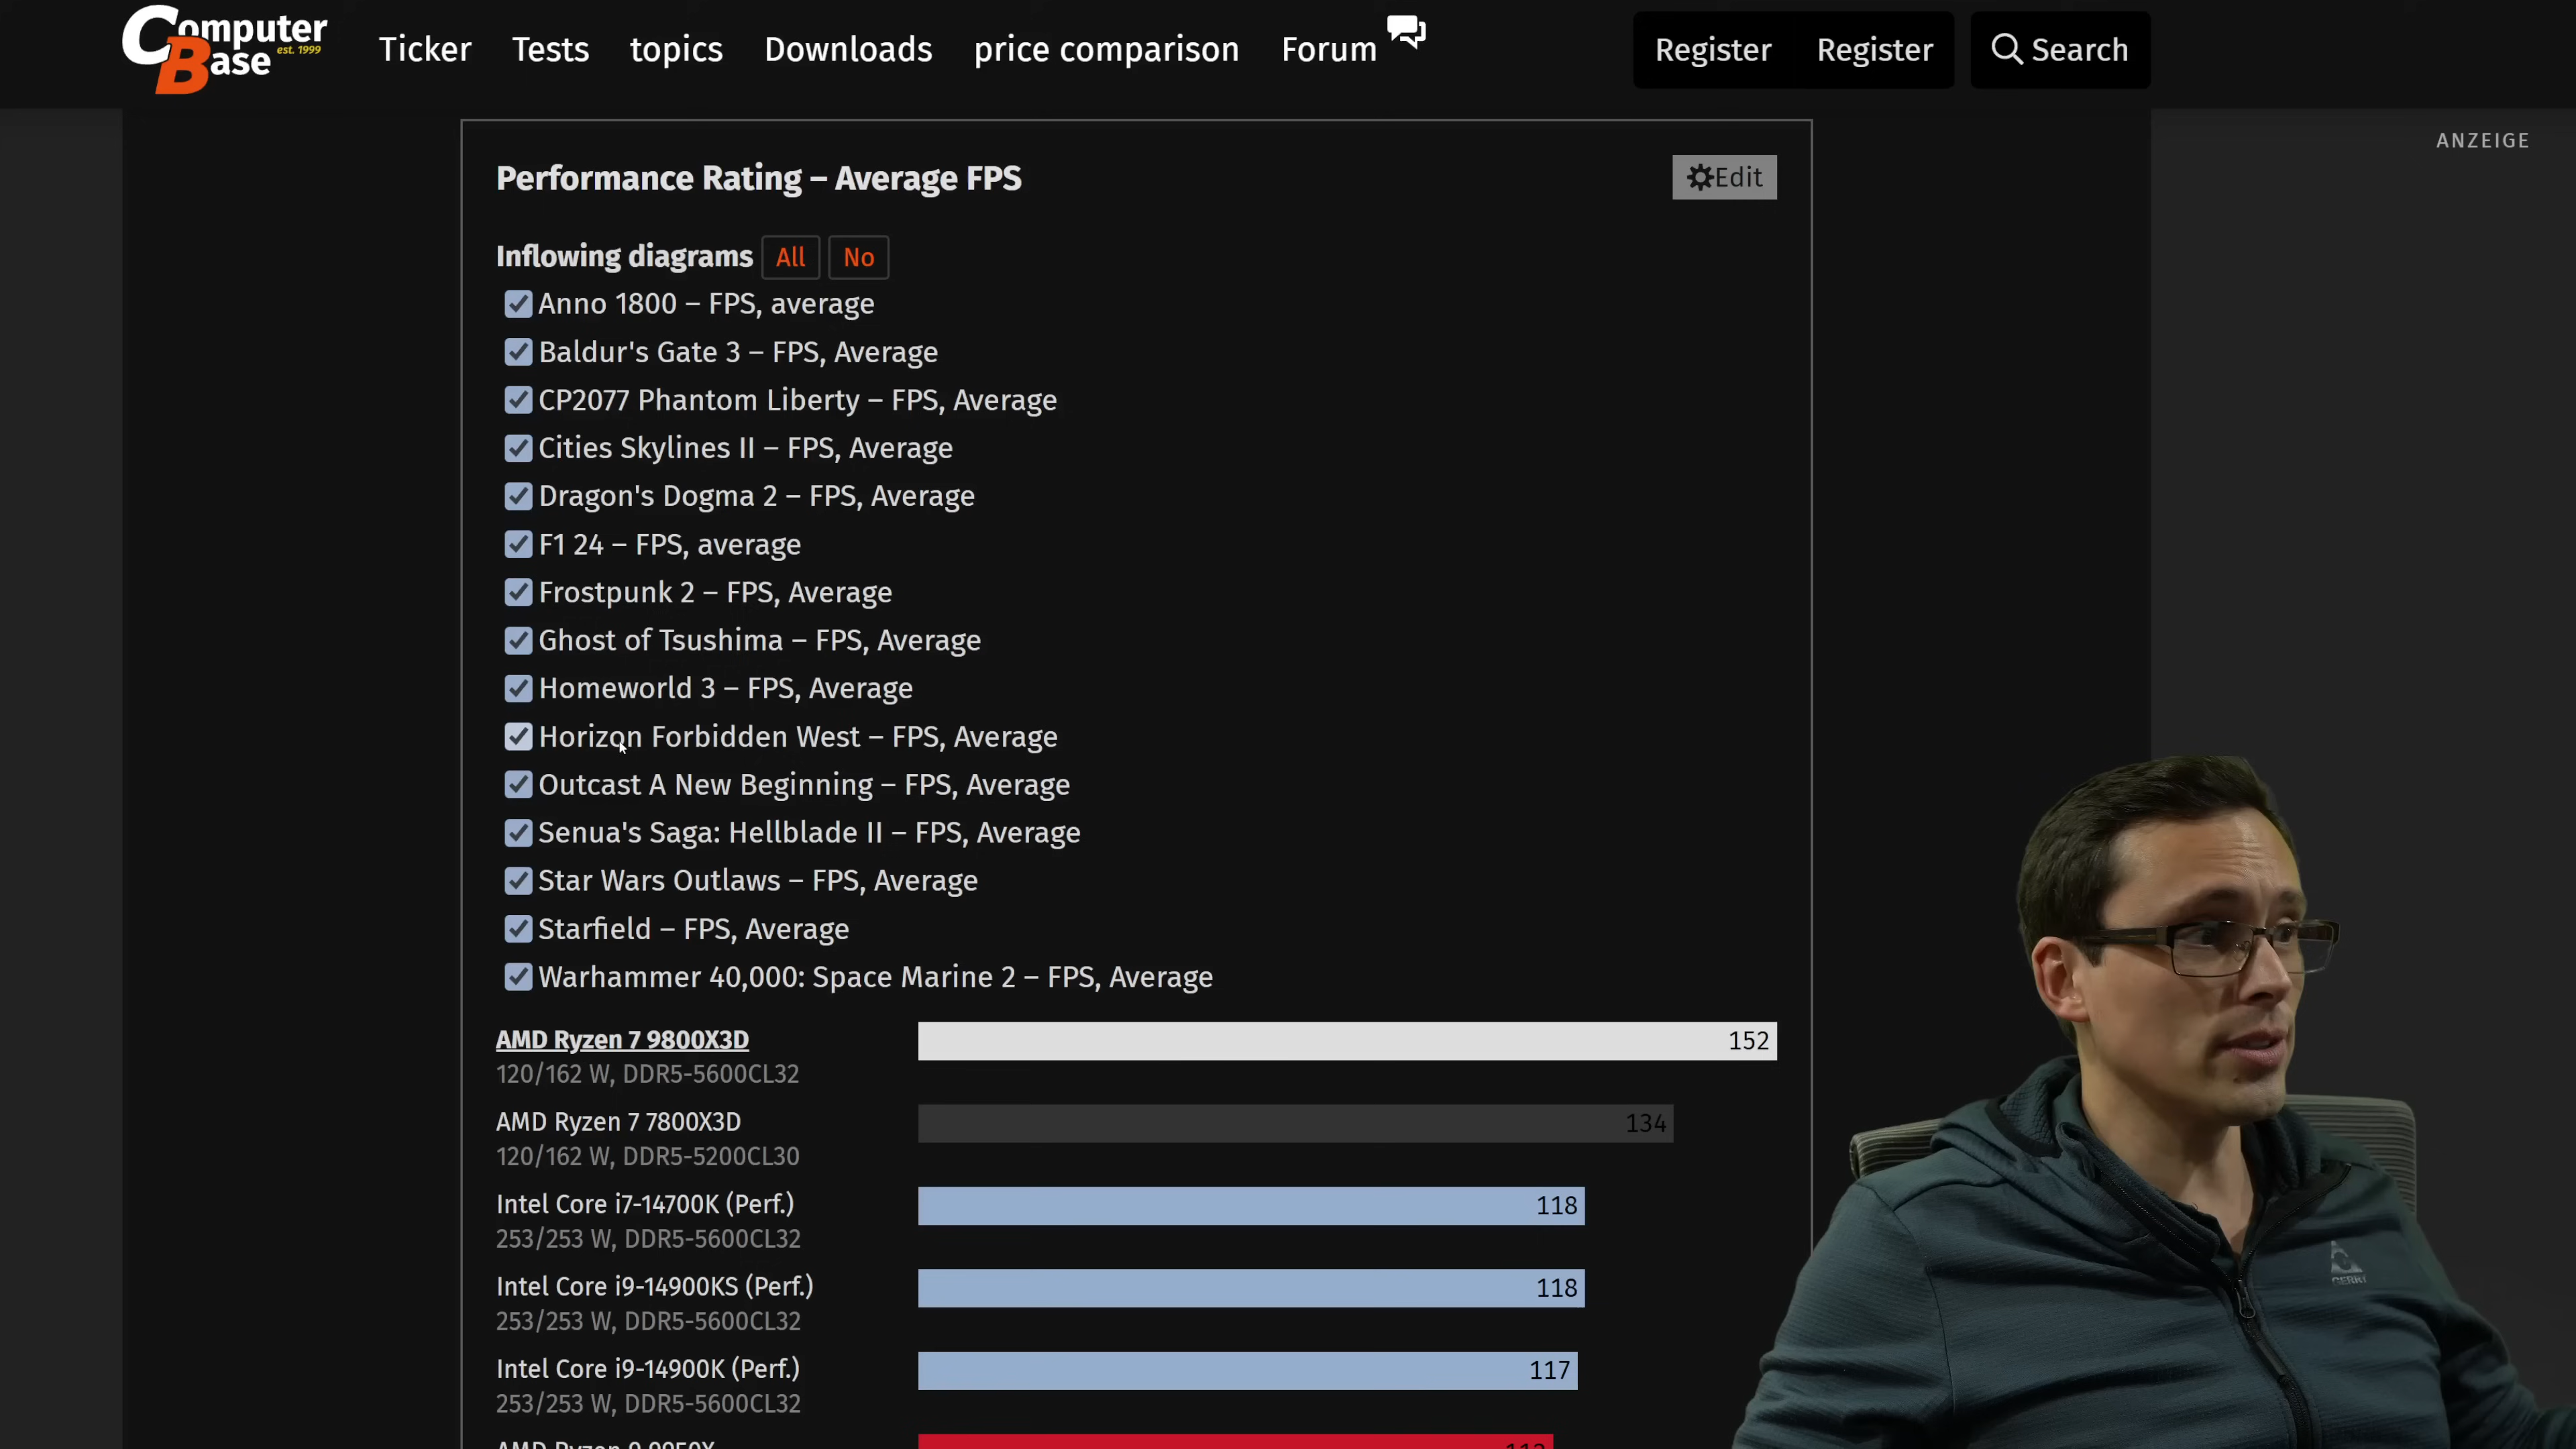 Computer Base est. 1999
Ticker Tests topics Downloads price comparison Forum Register Register Search
ANZEIGE
Performance Rating – Average FPS
Edit
Inflowing diagrams All No
Anno 1800 – FPS, average
Baldur's Gate 3 – FPS, Average
CP2077 Phantom Liberty – FPS, Average
Cities Skylines II – FPS, Average
Dragon's Dogma 2 – FPS, Average
F1 24 – FPS, average
Frostpunk 2 – FPS, Average
Ghost of Tsushima – FPS, Average
Homeworld 3 – FPS, Average
Horizon Forbidden West – FPS, Average
Outcast A New Beginning – FPS, Average
Senua's Saga: Hellblade II – FPS, Average
Star Wars Outlaws – FPS, Average
Starfield – FPS, Average
Warhammer 40,000: Space Marine 2 – FPS, Average
AMD Ryzen 7 9800X3D 152
120/162 W, DDR5-5600CL32
AMD Ryzen 7 7800X3D 134
120/162 W, DDR5-5200CL30
Intel Core i7-14700K (Perf.) 118
253/253 W, DDR5-5600CL32
Intel Core i9-14900KS (Perf.) 118
253/253 W, DDR5-5600CL32
Intel Core i9-14900K (Perf.) 117
253/253 W, DDR5-5600CL32
AMD Ryzen 9 9950X